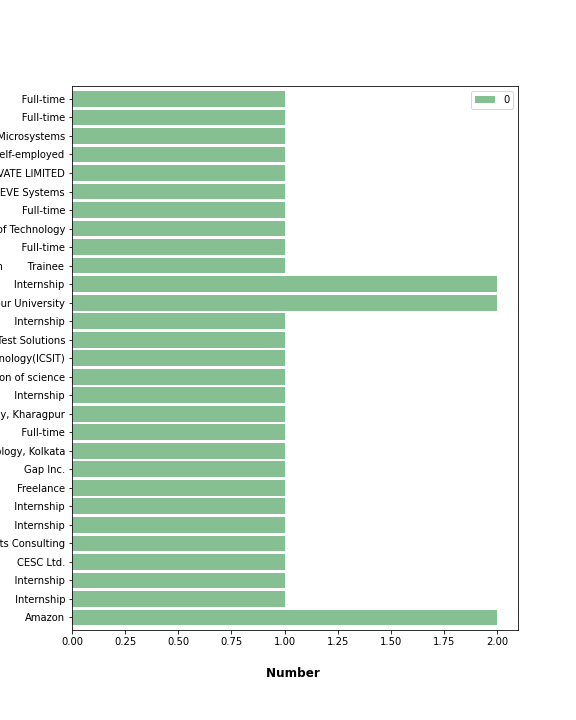 0
Full-time
Full-time
Microsystems
elf-employed
VATE LIMITED
EVE Systems
Full-time
of Technology
Full-time
n Trainee
Internship
ur University
Internship
Test Solutions
nology(ICSIT)
on of science
Internship
y, Kharagpur
Full-time
ology, Kolkata
Gap Inc.
Freelance
Internship
Internship
ts Consulting
CESC Ltd.
Internship
Internship
Amazon
0.00 0.25 0.50 0.75 1.00 1.25 1.50 1.75 2.00
Number